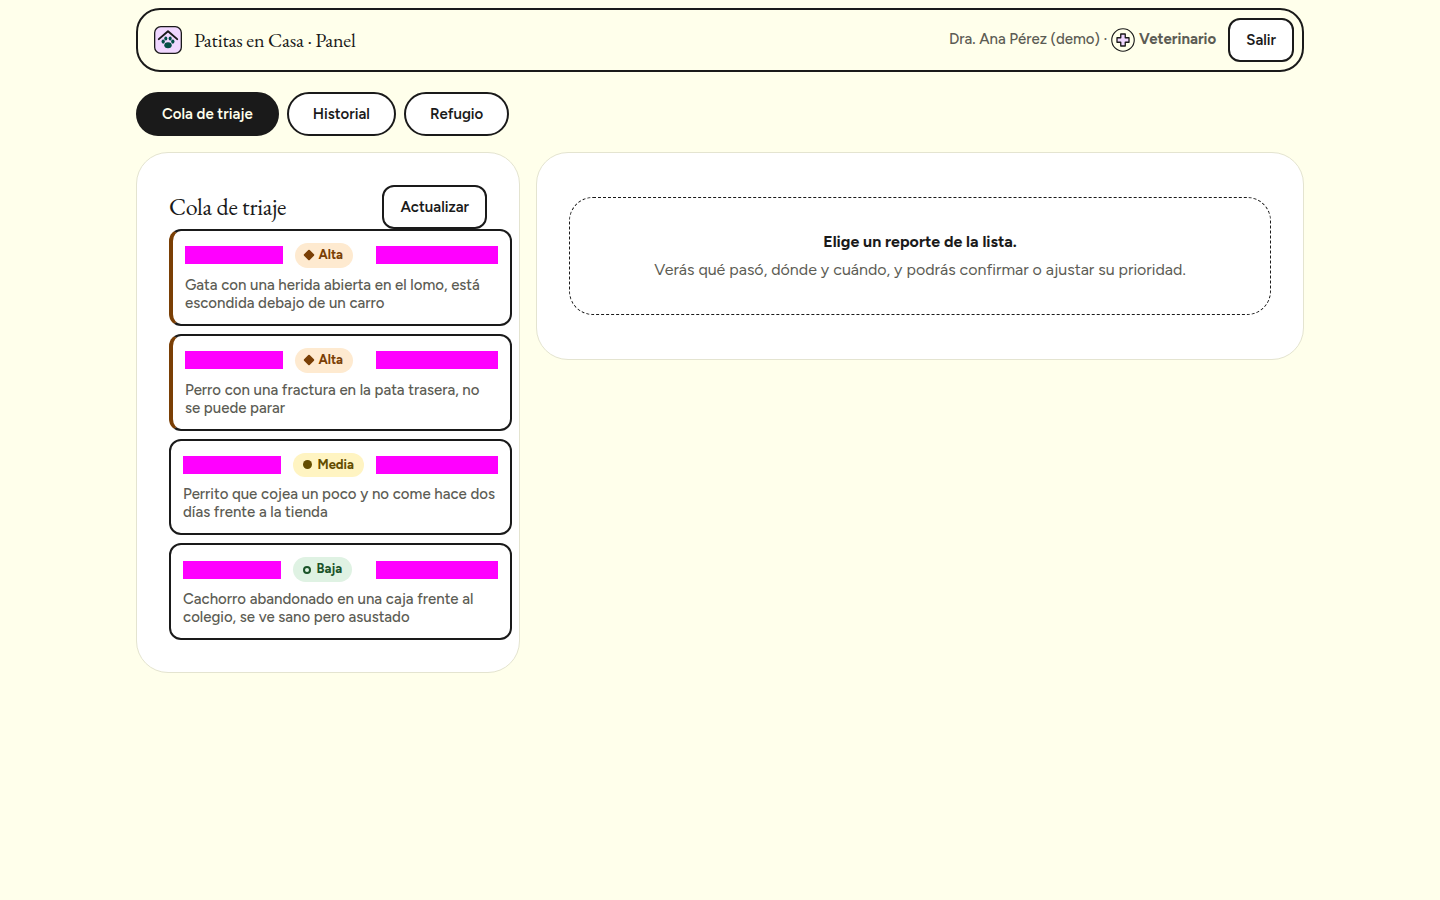 Patitas en Casa · Panel
Dra. Ana Pérez (demo) · Veterinario
Salir
Cola de triaje
Historial
Refugio
Cola de triaje
Actualizar
Alta
Gata con una herida abierta en el lomo, está
escondida debajo de un carro
Alta
Perro con una fractura en la pata trasera, no
se puede parar
Media
Perrito que cojea un poco y no come hace dos
días frente a la tienda
Baja
Cachorro abandonado en una caja frente al
colegio, se ve sano pero asustado
Elige un reporte de la lista.
Verás qué pasó, dónde y cuándo, y podrás confirmar o ajustar su prioridad.